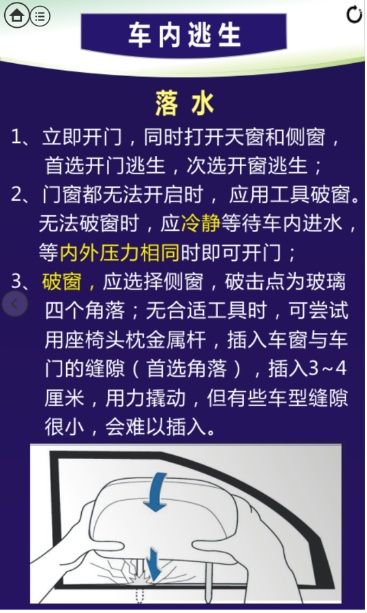 车内逃生
落水
1、立即开门，同时打开天窗和侧窗，
首选开门逃生，次选开窗逃生；
2、门窗都无法开启时，应用工具破窗。
无法破窗时，应冷静等待车内进水，
等内外压力相同时即可开门；
3、破窗，应选择侧窗，破击点为玻璃
四个角落；无合适工具时，可尝试
用座椅头枕金属杆，插入车窗与车
门的缝隙（首选角落），插入3~4
厘米，用力撬动，但有些车型缝隙
很小，会难以插入。